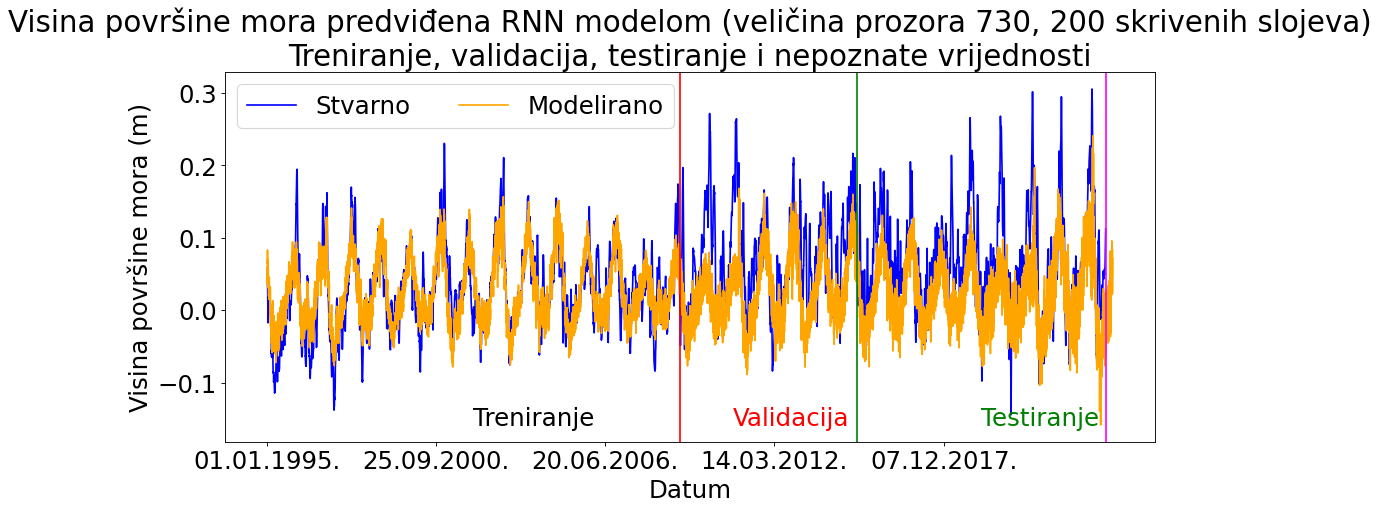 Visina površine mora predviđena RNN modelom (veličina prozora 730, 200 skrivenih slojeva)
Treniranje, validacija, testiranje i nepoznate vrijednosti
Stvarno Modelirano
Visina površine mora (m)
0.3
0.2
0.1
0.0
−0.1
Treniranje Validacija Testiranje
01.01.1995. 25.09.2000. 20.06.2006. 14.03.2012. 07.12.2017.
Datum